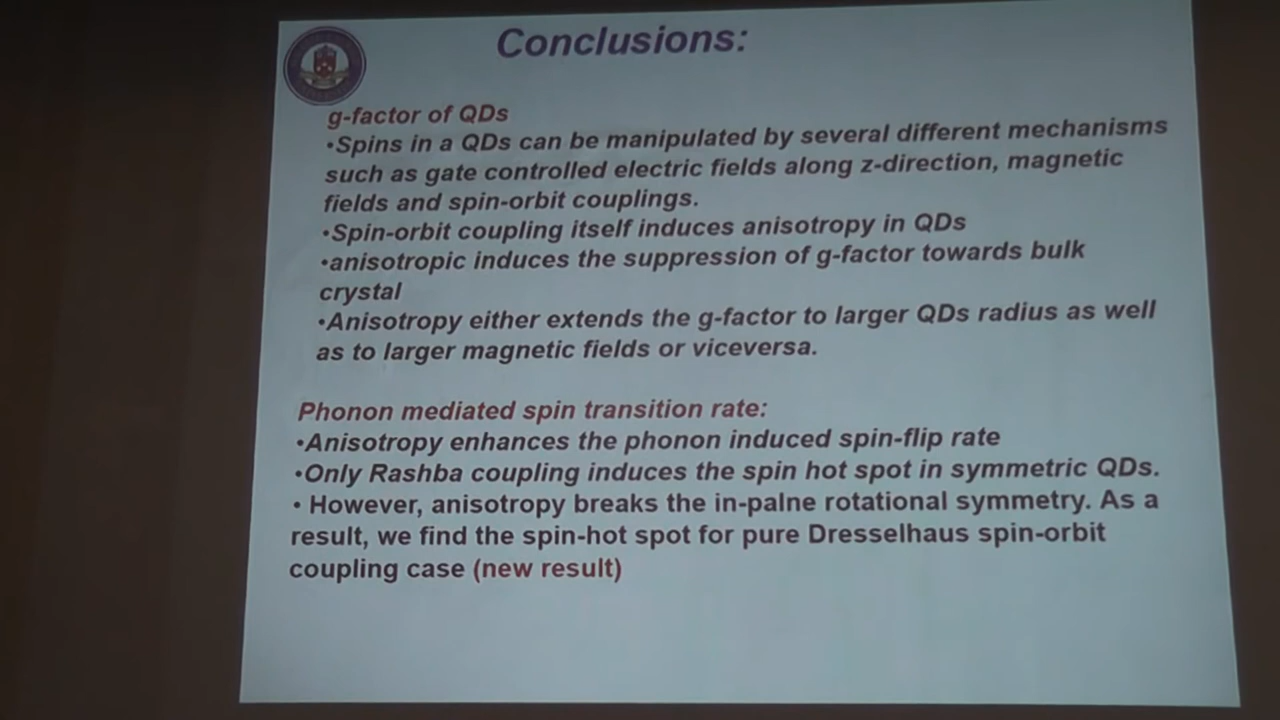 Conclusions:
g-factor of QDs
•Spins in a QDs can be manipulated by several different mechanisms
such as gate controlled electric fields along z-direction, magnetic
fields and spin-orbit couplings.
•Spin-orbit coupling itself induces anisotropy in QDs
•anisotropic induces the suppression of g-factor towards bulk
crystal
•Anisotropy either extends the g-factor to larger QDs radius as well
as to larger magnetic fields or viceversa.
Phonon mediated spin transition rate:
•Anisotropy enhances the phonon induced spin-flip rate
•Only Rashba coupling induces the spin hot spot in symmetric QDs.
• However, anisotropy breaks the in-palne rotational symmetry. As a
result, we find the spin-hot spot for pure Dresselhaus spin-orbit
coupling case (new result)